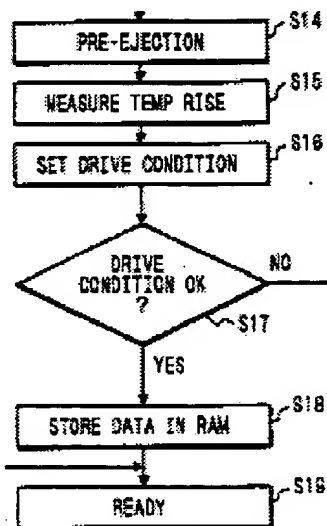 S14
PRE-EJECTION
S15
MEASURE TEMP RISE
S16
SET DRIVE CONDITION
DRIVE
CONDITION OK
?
NO
S17
YES
S18
STORE DATA IN RAM
S19
READY